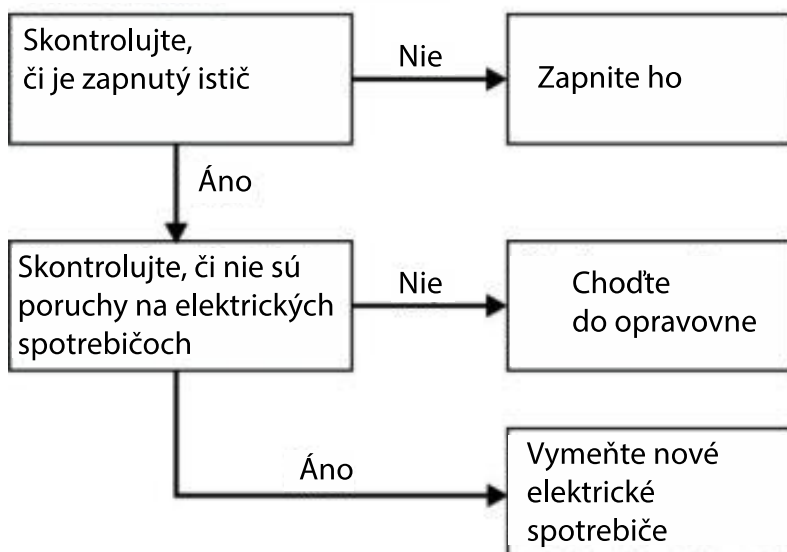 Skontrolujte,
či je zapnutý istič
Nie
Zapnite ho
Áno
Skontrolujte, či nie sú
poruchy na elektrických
spotrebičoch
Nie
Choďte
do opravovne
Áno
Vymeňte nové
elektrické
spotrebiče